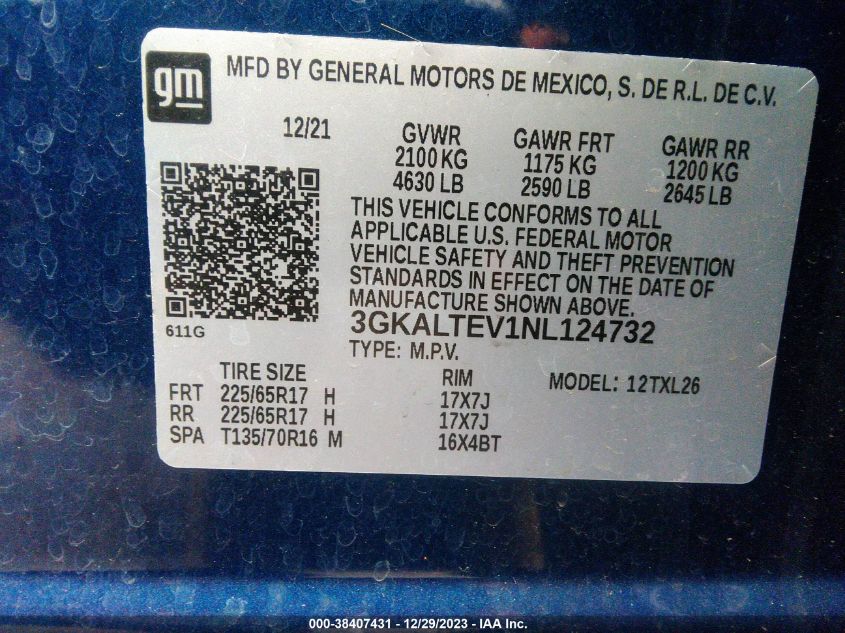 gm
MFD BY GENERAL MOTORS DE MEXICO, S. DE R.L. DE C.V.
12/21 GVWR GAWR FRT GAWR RR
2100 KG 1175 KG 1200 KG
4630 LB 2590 LB 2645 LB
THIS VEHICLE CONFORMS TO ALL
APPLICABLE U.S. FEDERAL MOTOR
VEHICLE SAFETY AND THEFT PREVENTION
STANDARDS IN EFFECT ON THE DATE OF
MANUFACTURE SHOWN ABOVE.
611G
3GKALTEV1NL124732
TYPE: M.P.V.
TIRE SIZE RIM MODEL: 12TXL26
FRT 225/65R17 H 17X7J
RR 225/65R17 H 17X7J
SPA T135/70R16 M 16X4BT
000-38407431 - 12/29/2023 - IAA Inc.